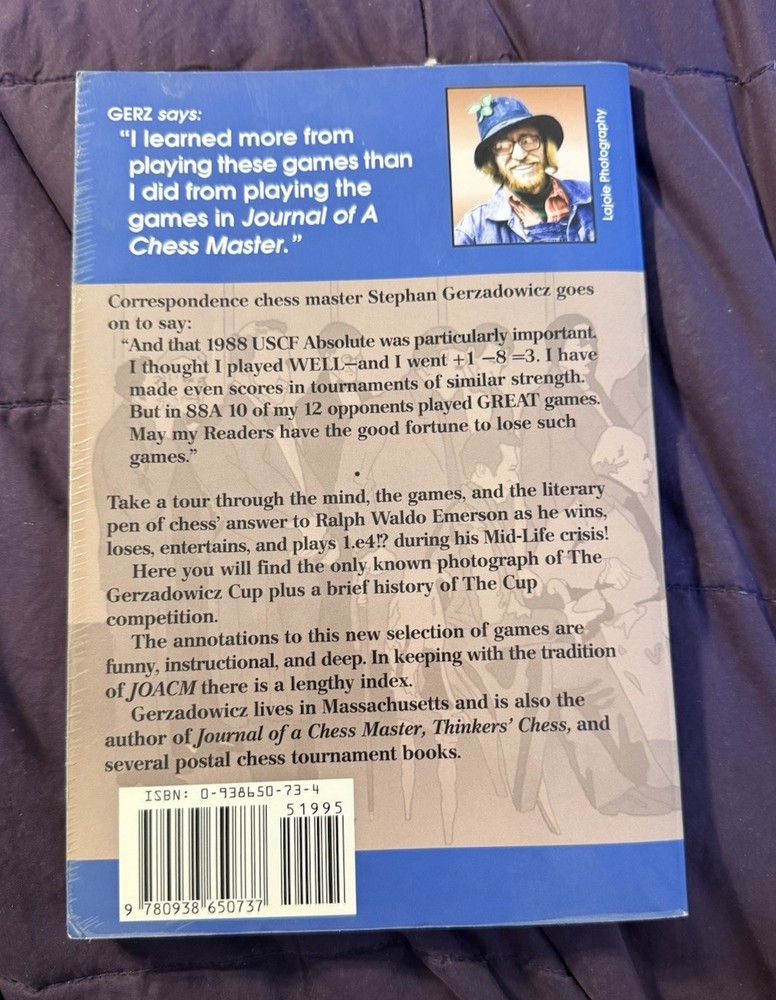 GERZ says:
"I learned more from
playing these games than
I did from playing the
games in Journal of A
Chess Master."
Lajoie Photography
Correspondence chess master Stephan Gerzadowicz goes
on to say:
"And that 1988 USCF Absolute was particularly important.
I thought I played WELL—and I went +1 –8 =3. I have
made even scores in tournaments of similar strength.
But in 88A 10 of my 12 opponents played GREAT games.
May my Readers have the good fortune to lose such
games."
•
Take a tour through the mind, the games, and the literary
pen of chess' answer to Ralph Waldo Emerson as he wins,
loses, entertains, and plays 1.e4!? during his Mid-Life crisis!
Here you will find the only known photograph of The
Gerzadowicz Cup plus a brief history of The Cup
competition.
The annotations to this new selection of games are
funny, instructional, and deep. In keeping with the tradition
of JOACM there is a lengthy index.
Gerzadowicz lives in Massachusetts and is also the
author of Journal of a Chess Master, Thinkers' Chess, and
several postal chess tournament books.
ISBN: 0-938650-73-4
51995
9 780938 650737